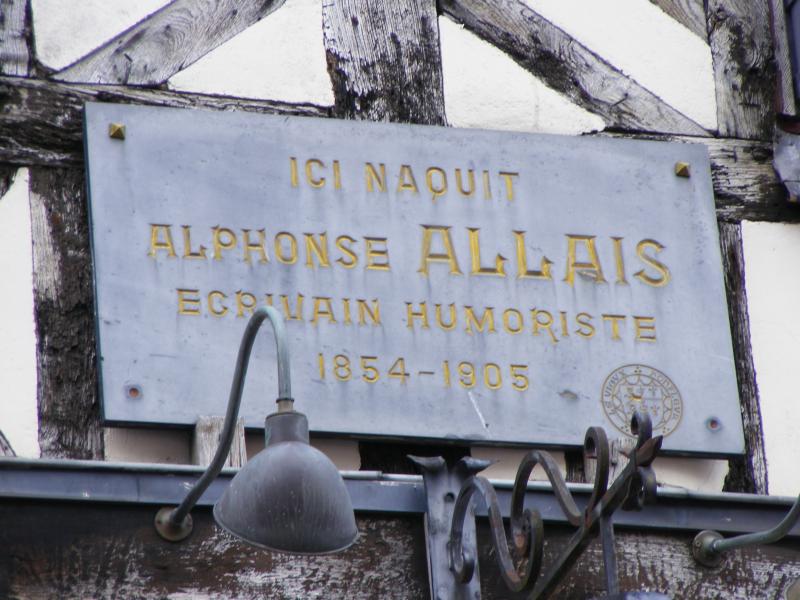 ICI NAQUIT
ALPHONSE ALLAIS
ECRIVAIN HUMORISTE
1854-1905